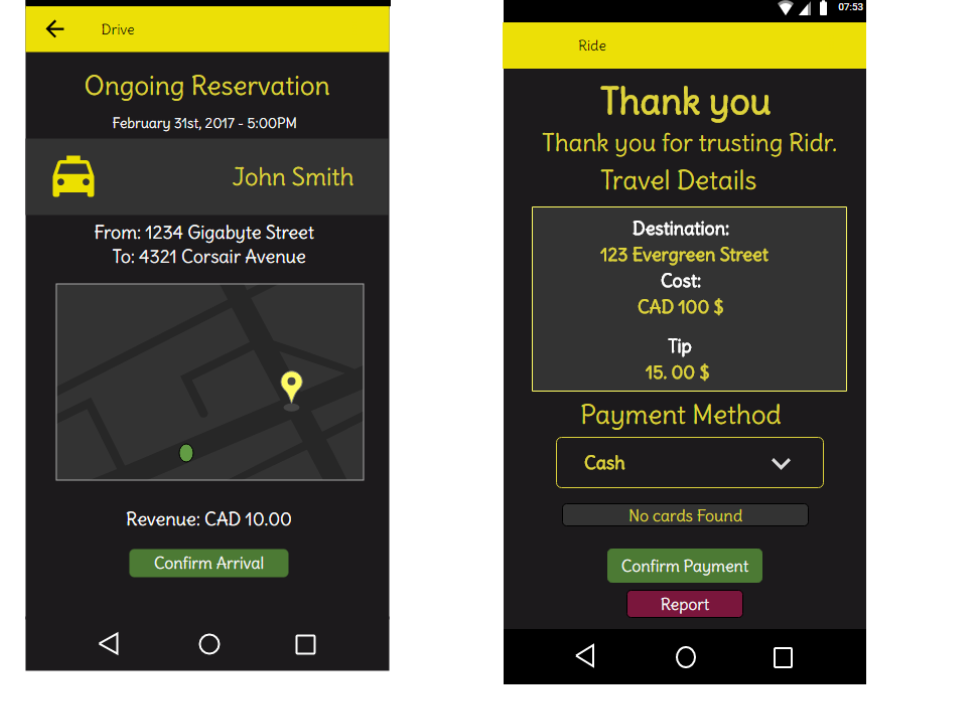 Drive
Ongoing Reservation
February 31st, 2017 - 5:00PM
John Smith
From: 1234 Gigabyte Street
To: 4321 Corsair Avenue
Revenue: CAD 10.00
Confirm Arrival
07:53
Ride
Thank you
Thank you for trusting Ridr.
Travel Details
Destination:
123 Evergreen Street
Cost:
CAD 100 $
Tip
15. 00 $
Payment Method
Cash
No cards Found
Confirm Payment
Report